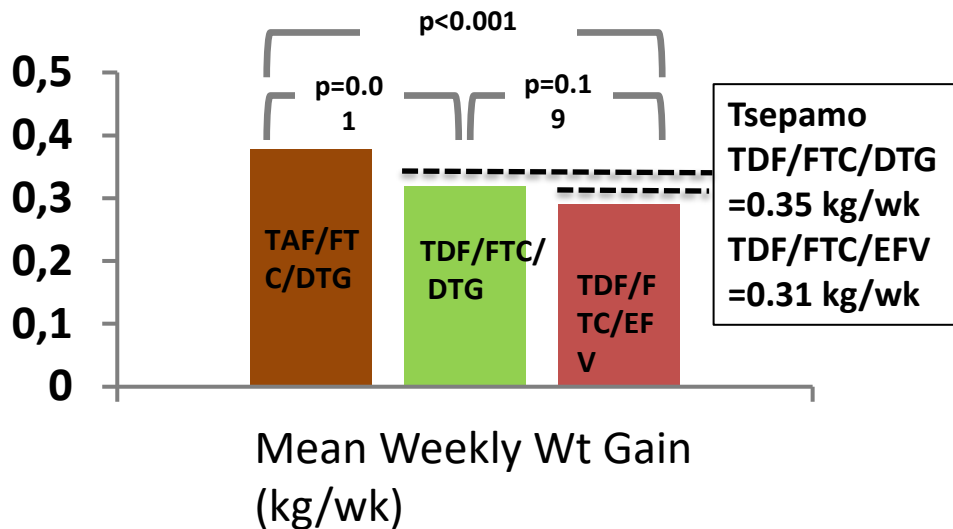 p<0.001
0,5
0,4
0,3
0,2
0,1
0
p=0.0
1
p=0.1
9
TAF/FT
C/DTG
TDF/FTC/
DTG
TDF/F
TC/EF
V
Tsepamo
TDF/FTC/DTG
=0.35 kg/wk
TDF/FTC/EFV
=0.31 kg/wk
Mean Weekly Wt Gain
(kg/wk)